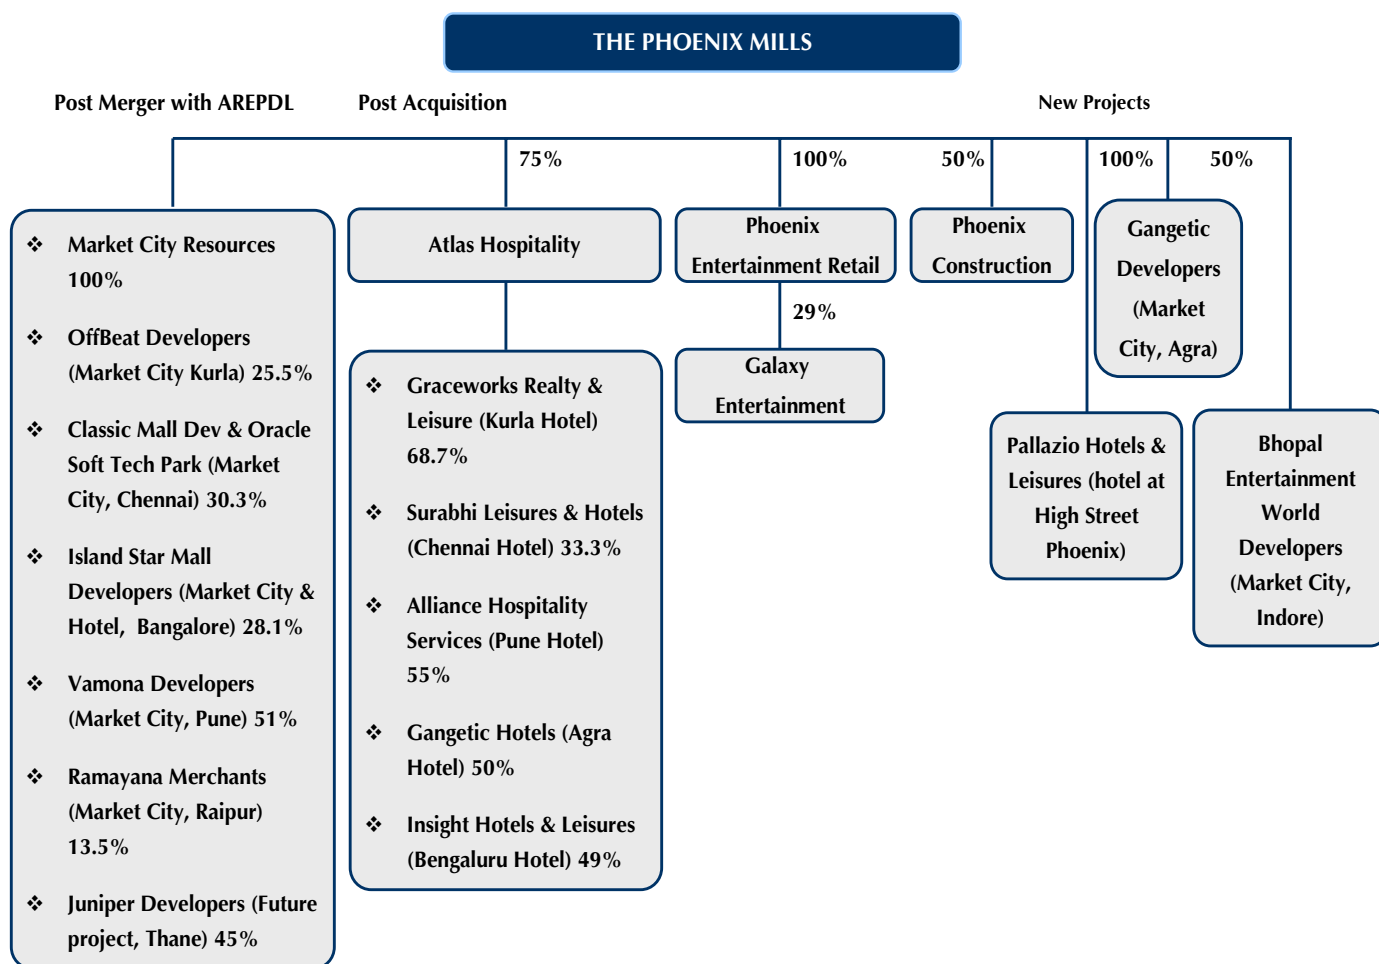 THE PHOENIX MILLS
Post Merger with AREPDL
Post Acquisition
New Projects
75%
100%
50%
100%
50%
❖ Market City Resources
100%
❖ OffBeat Developers
(Market City Kurla) 25.5%
❖ Classic Mall Dev & Oracle
Soft Tech Park (Market
City, Chennai) 30.3%
❖ Island Star Mall
Developers (Market City &
Hotel, Bangalore) 28.1%
❖ Vamona Developers
(Market City, Pune) 51%
❖ Ramayana Merchants
(Market City, Raipur)
13.5%
❖ Juniper Developers (Future
project, Thane) 45%
Atlas Hospitality
❖ Graceworks Realty &
Leisure (Kurla Hotel)
68.7%
❖ Surabhi Leisures & Hotels
(Chennai Hotel) 33.3%
❖ Alliance Hospitality
Services (Pune Hotel)
55%
❖ Gangetic Hotels (Agra
Hotel) 50%
❖ Insight Hotels & Leisures
(Bengaluru Hotel) 49%
Phoenix
Entertainment Retail
29%
Galaxy
Entertainment
Phoenix
Construction
Pallazio Hotels &
Leisures (hotel at
High Street
Phoenix)
Gangetic
Developers
(Market
City, Agra)
Bhopal
Entertainment
World
Developers
(Market City,
Indore)